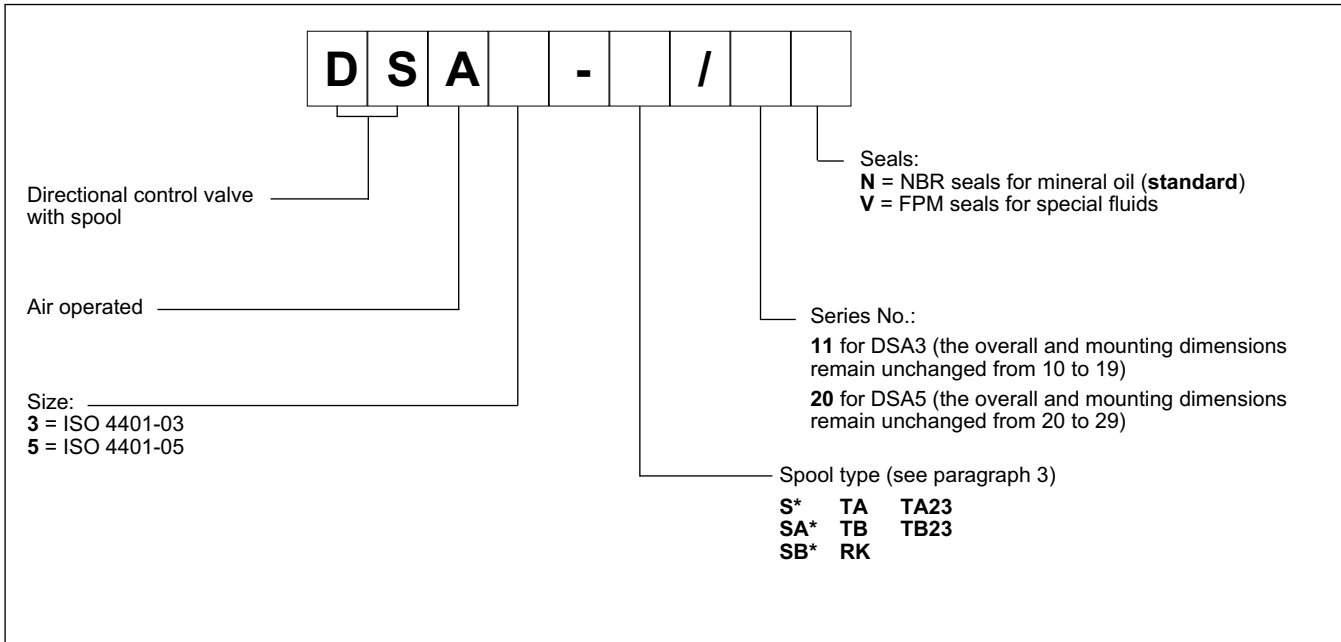 D S A - /
Directional control valve
with spool
Air operated
Size:
3 = ISO 4401-03
5 = ISO 4401-05
Seals:
N = NBR seals for mineral oil (standard)
V = FPM seals for special fluids
Series No.:
11 for DSA3 (the overall and mounting dimensions
remain unchanged from 10 to 19)
20 for DSA5 (the overall and mounting dimensions
remain unchanged from 20 to 29)
Spool type (see paragraph 3)
S* TA TA23
SA* TB TB23
SB* RK